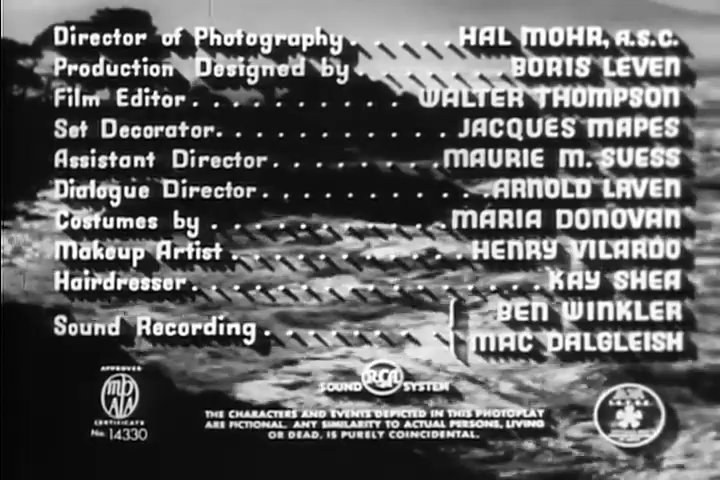 Director of Photography . . . . . HAL MOHR, A.S.C.
Production Designed by . . . . . . BORIS LEVEN
Film Editor . . . . . . . . . . WALTER THOMPSON
Set Decorator . . . . . . . . . . . JACQUES MAPES
Assistant Director . . . . . . . . MAURIE M. SUESS
Dialogue Director . . . . . . . . . . . ARNOLD LAVEN
Costumes by . . . . . . . . . . . MARIA DONOVAN
Makeup Artist . . . . . . . . . . . HENRY VILARDO
Hairdresser . . . . . . . . . . . . . . . . KAY SHEA
Sound Recording . . . . . . . . { BEN WINKLER
MAC DALGLEISH
APPROVED
MPAA
CERTIFICATE
No. 14330
SOUND RCA SYSTEM
THE CHARACTERS AND EVENTS DEPICTED IN THIS PHOTOPLAY
ARE FICTIONAL. ANY SIMILARITY TO ACTUAL PERSONS, LIVING
OR DEAD, IS PURELY COINCIDENTAL.